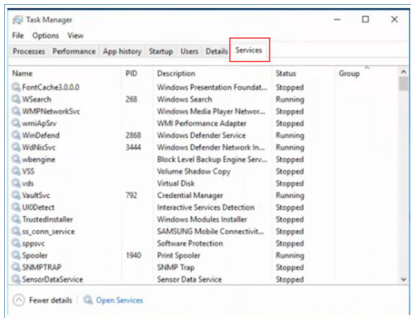 Task Manager
File Options View
Processes Performance App history Startup Users Details Services
Name PID Description Status Group
FontCache3.0.0.0 Windows Presentation Foundat... Stopped
WSearch 268 Windows Search Running
WMPNetworkSvc Windows Media Player Networ... Stopped
wmiApSrv WMI Performance Adapter Stopped
WinDefend 2868 Windows Defender Service Running
WdNisSvc 3444 Windows Defender Network In... Running
wbengine Block Level Backup Engine Serv... Stopped
VSS Volume Shadow Copy Stopped
vds Virtual Disk Stopped
VaultSvc 792 Credential Manager Running
UI0Detect Interactive Services Detection Stopped
TrustedInstaller Windows Modules Installer Stopped
ss_conn_service SAMSUNG Mobile Connectivit... Stopped
sppsvc Software Protection Stopped
Spooler 1940 Print Spooler Running
SNMPTRAP SNMP Trap Stopped
SensorDataService Sensor Data Service Stopped
Fewer details Open Services